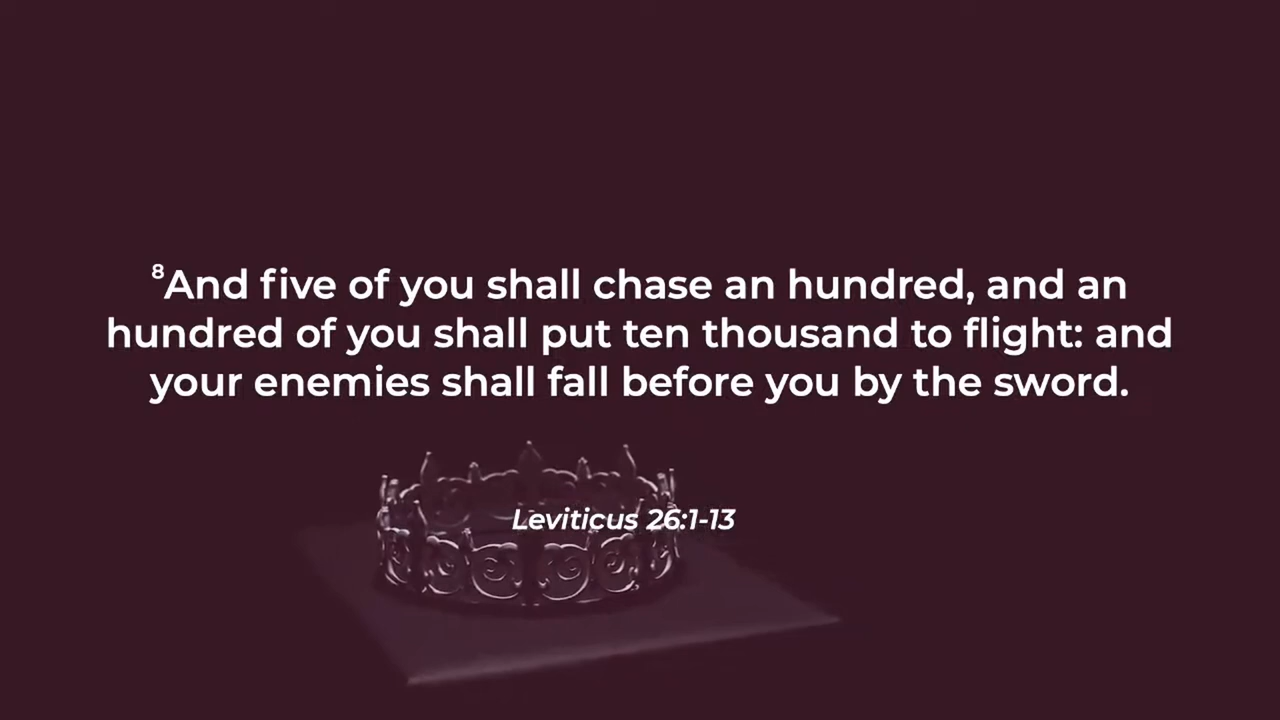 ⁸And five of you shall chase an hundred, and an
hundred of you shall put ten thousand to flight: and
your enemies shall fall before you by the sword.
Leviticus 26:1-13